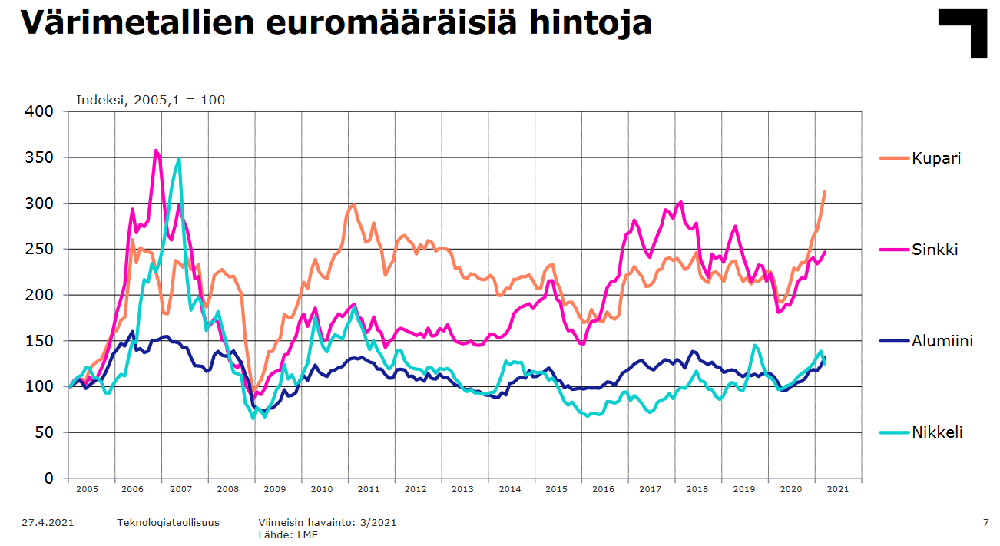 Värimetallien euromääräisiä hintoja
Indeksi, 2005,1 = 100
400
350
300
250
200
150
100
50
0
2005 2006 2007 2008 2009 2010 2011 2012 2013 2014 2015 2016 2017 2018 2019 2020 2021
Kupari
Sinkki
Alumiini
Nikkeli
27.4.2021 Teknologiateollisuus Viimeisin havainto: 3/2021 7
Lähde: LME